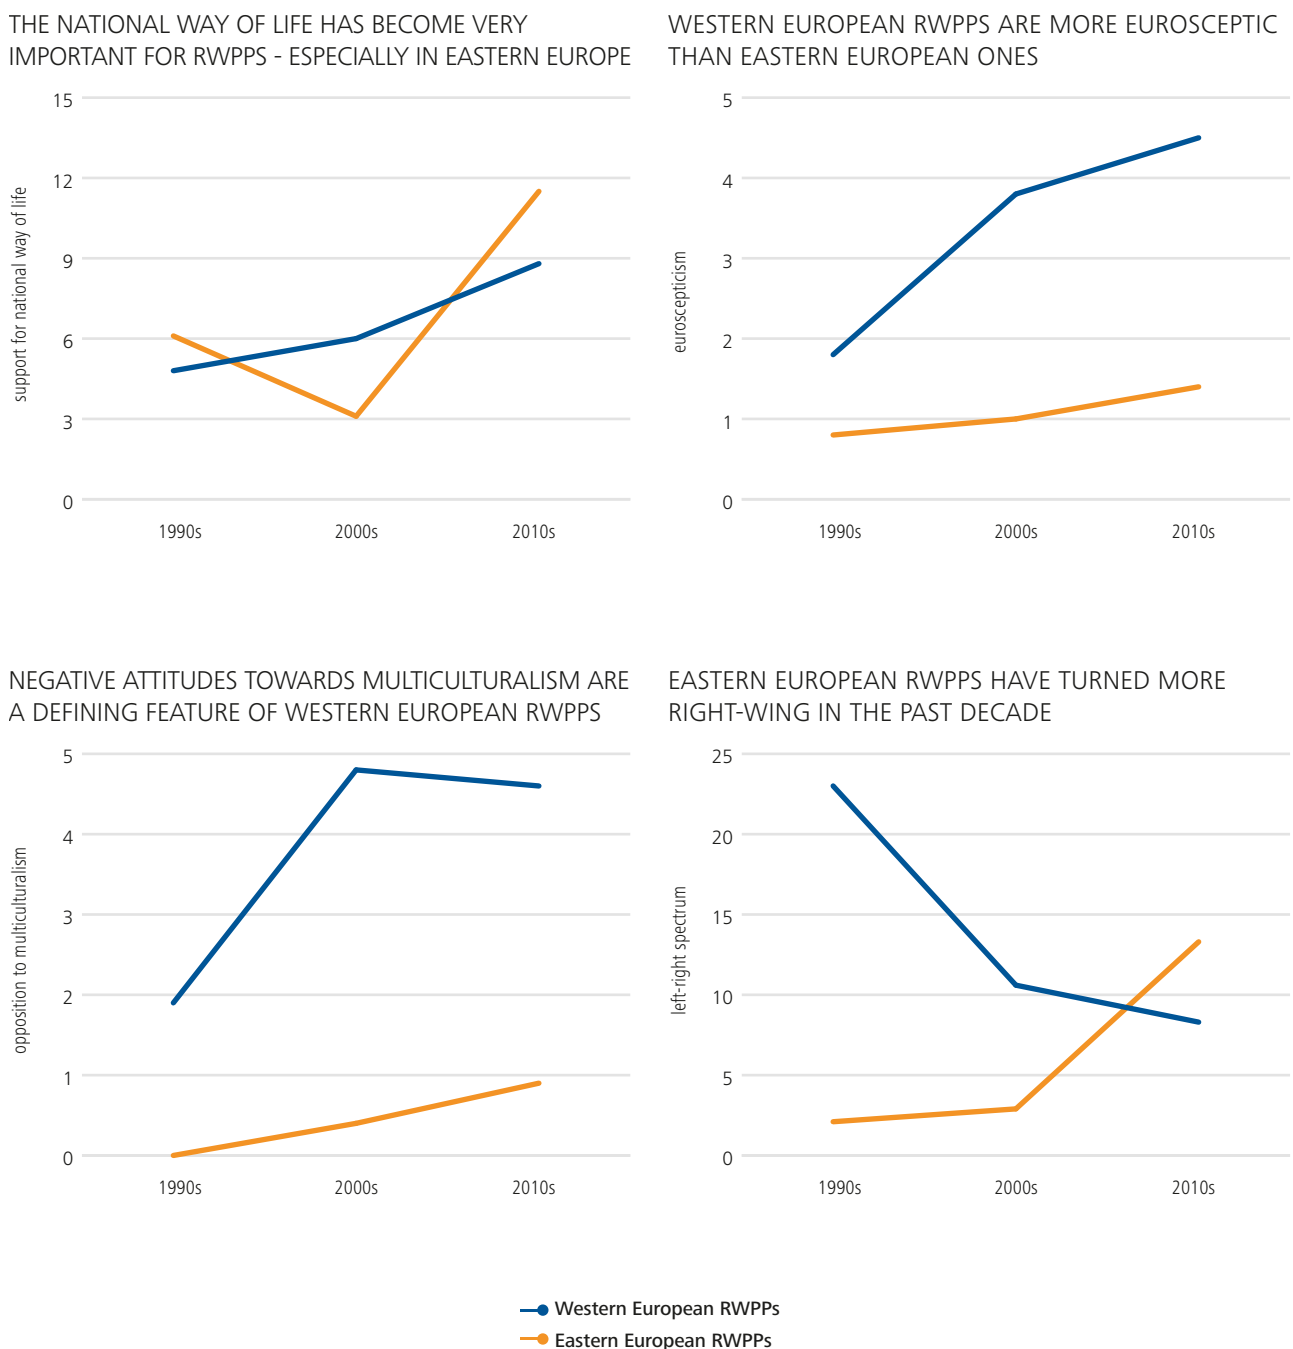 THE NATIONAL WAY OF LIFE HAS BECOME VERY
IMPORTANT FOR RWPPS - ESPECIALLY IN EASTERN EUROPE
15
12
9
6
3
0
support for national way of life
1990s
2000s
2010s
WESTERN EUROPEAN RWPPS ARE MORE EUROSCEPTIC
THAN EASTERN EUROPEAN ONES
5
4
3
2
1
0
euroscepticism
1990s
2000s
2010s
NEGATIVE ATTITUDES TOWARDS MULTICULTURALISM ARE
A DEFINING FEATURE OF WESTERN EUROPEAN RWPPS
5
4
3
2
1
0
opposition to multiculturalism
1990s
2000s
2010s
EASTERN EUROPEAN RWPPS HAVE TURNED MORE
RIGHT-WING IN THE PAST DECADE
25
20
15
10
5
0
left-right spectrum
1990s
2000s
2010s
Western European RWPPs
Eastern European RWPPs